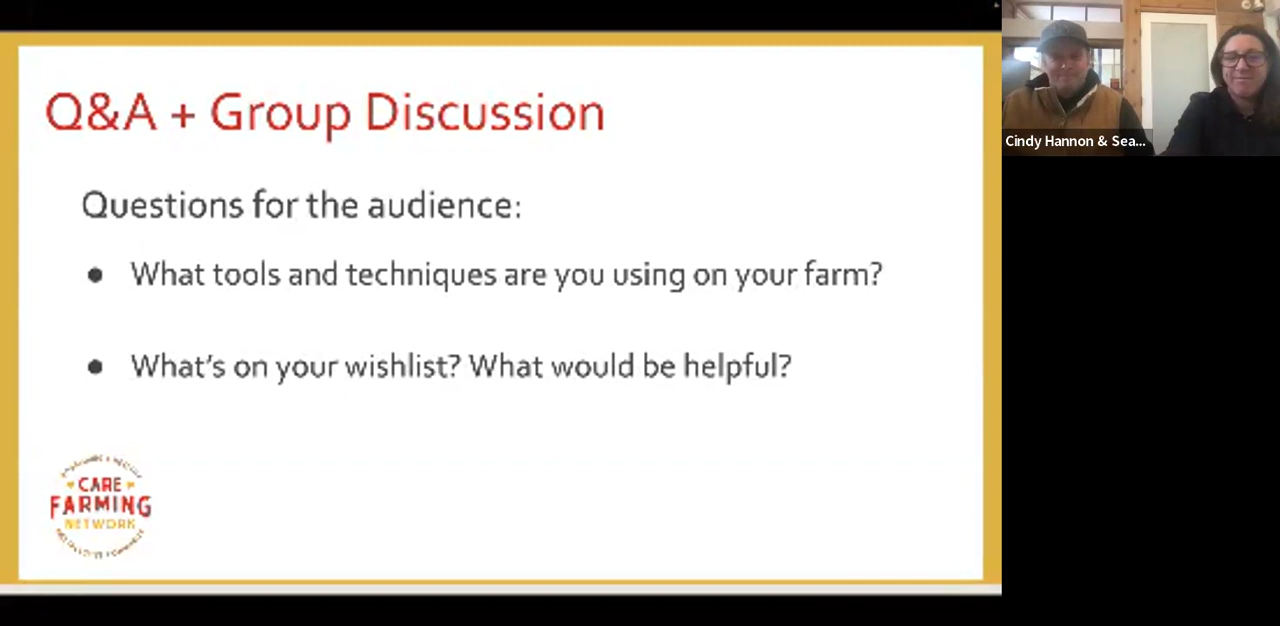 Q&A + Group Discussion
Questions for the audience:
● What tools and techniques are you using on your farm?
● What's on your wishlist? What would be helpful?
CARE
FARMING
NETWORK
Cindy Hannon & Sea...